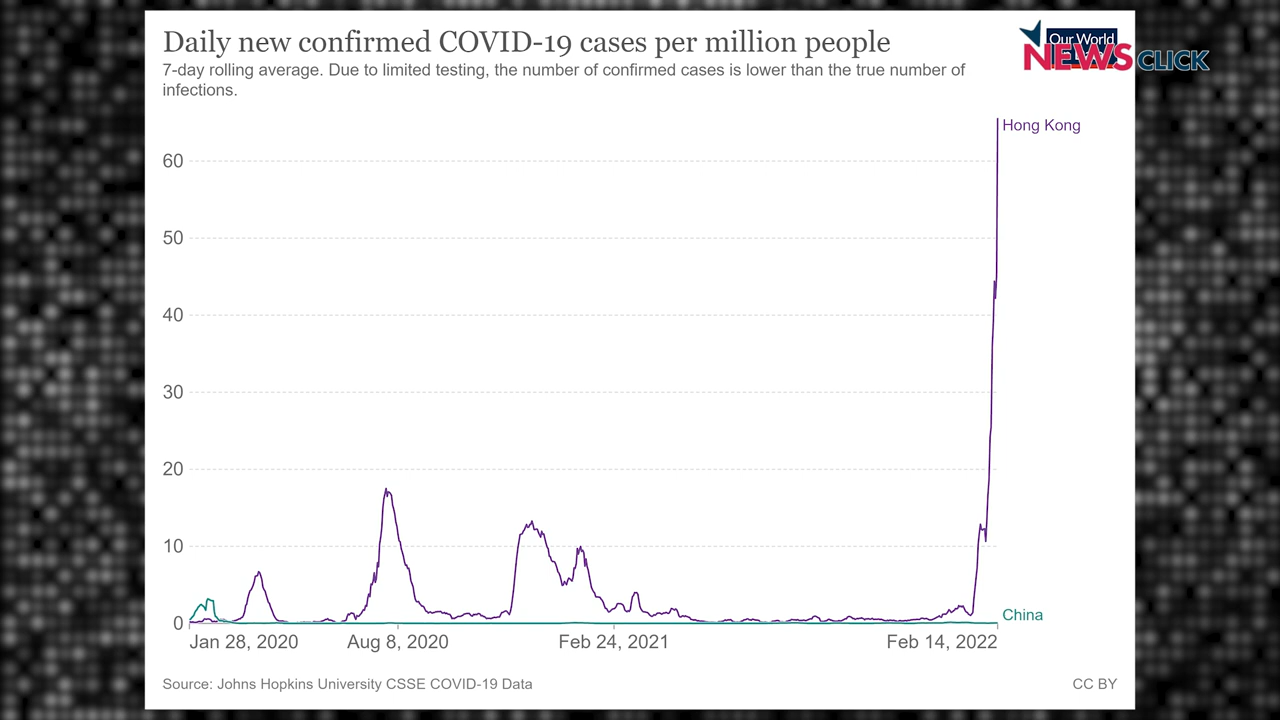 Daily new confirmed COVID-19 cases per million people
7-day rolling average. Due to limited testing, the number of confirmed cases is lower than the true number of
infections.
Our World
NEWSCLICK
Hong Kong
60
50
40
30
20
10
0
China
Jan 28, 2020
Aug 8, 2020
Feb 24, 2021
Feb 14, 2022
Source: Johns Hopkins University CSSE COVID-19 Data
CC BY